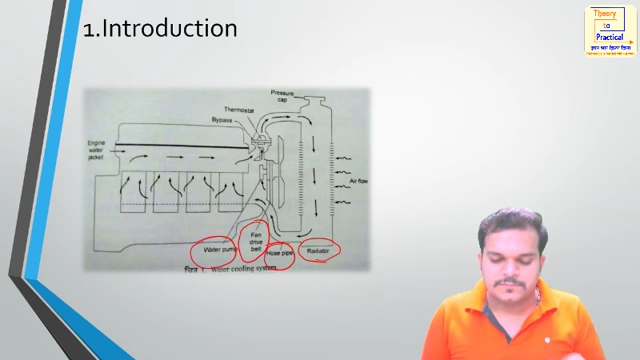 1.Introduction
Theory
to
Practical
Pressure
cap
Thermostat
Bypass
Engine
water
jacket
Air flow
Water pump
Fan
drive
belt
Hose pipe
Radiator
Water cooling system.